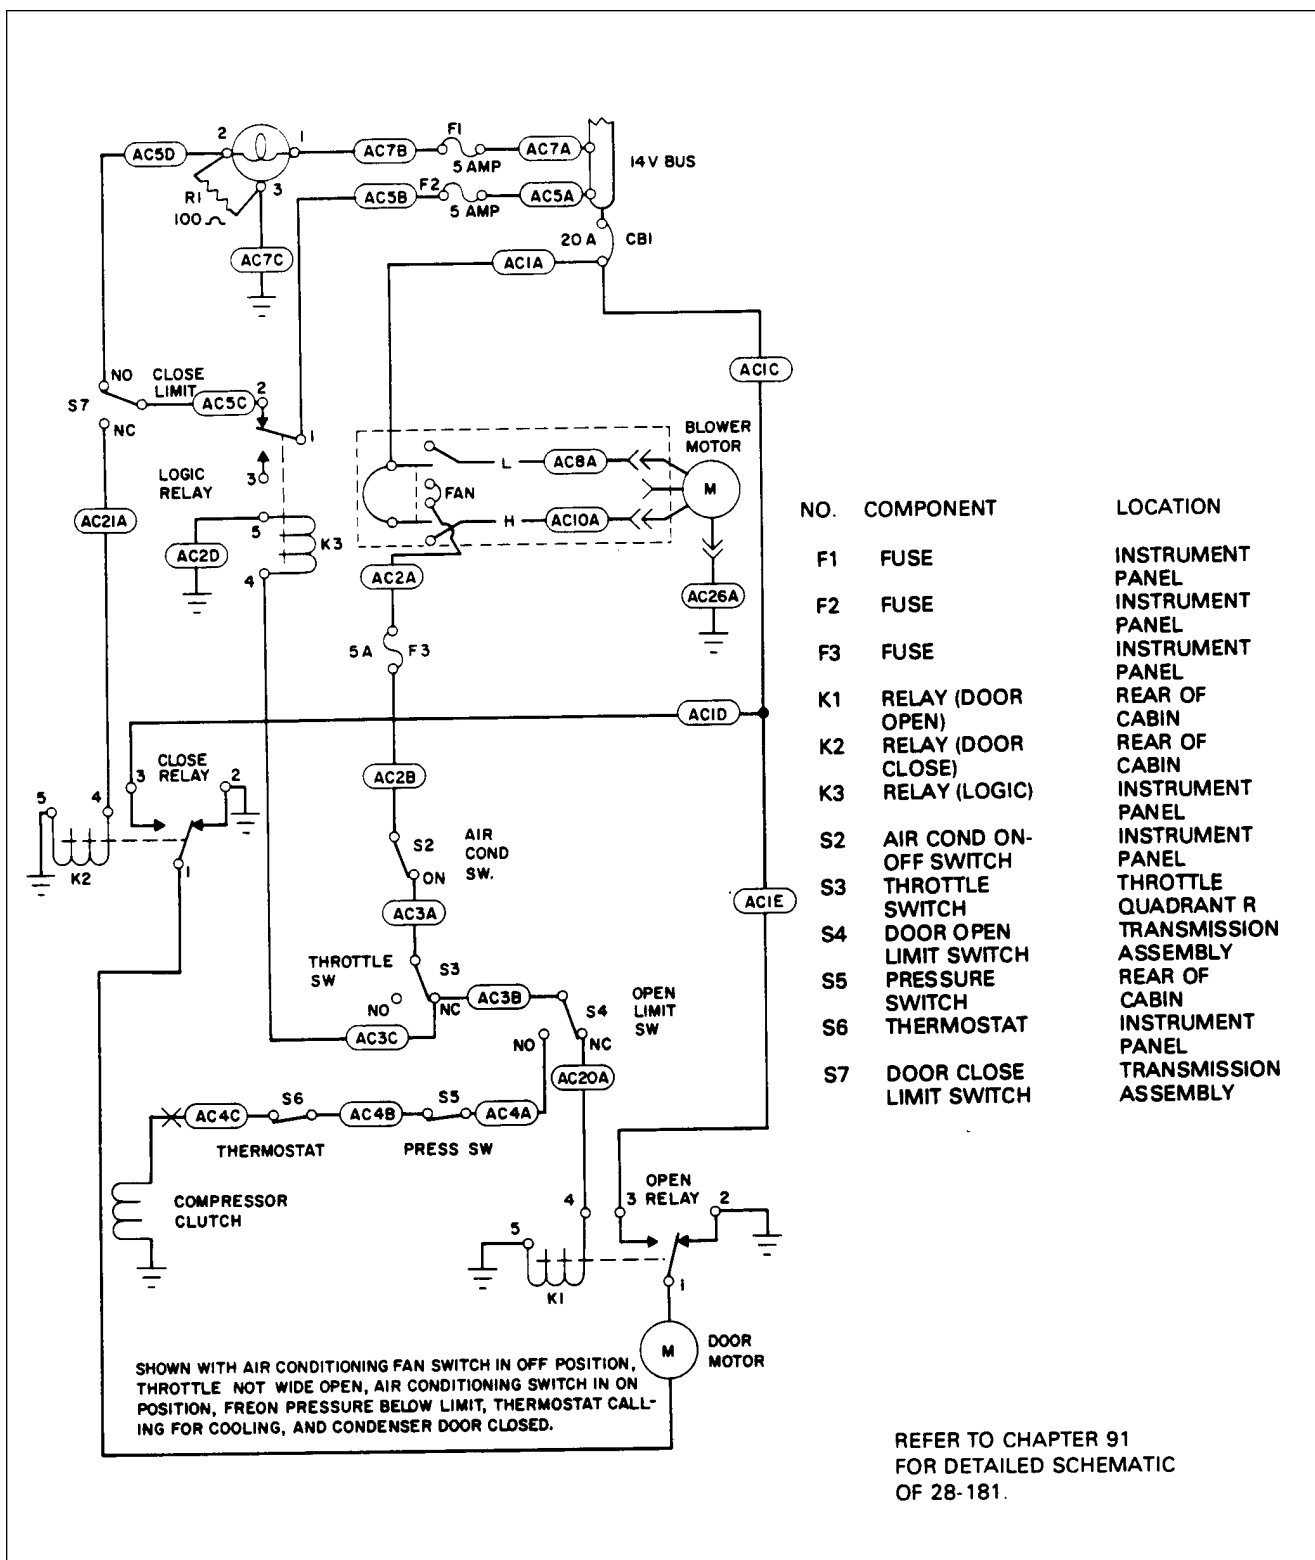 2
1
F1
AC5D
AC7B
AC7A
5 AMP
14V BUS
R1
3
F2
AC5B
AC5A
100
5 AMP
20 A
CB1
AC7C
AC1A
AC1C
NO
CLOSE
LIMIT
2
S7
AC5C
NC
1
BLOWER
MOTOR
L
AC8A
M
LOGIC
RELAY
3
FAN
AC21A
5
H
AC10A
K3
AC2D
4
AC2A
AC26A
5A
F3
AC1D
CLOSE
RELAY
3
2
AC2B
5
4
K2
1
S2
AIR
COND
SW.
ON
AC3A
AC1E
THROTTLE
SW
S3
NO
NC
AC3B
S4
OPEN
LIMIT
SW
AC3C
NO
NC
AC20A
AC4C
S6
AC4B
S5
AC4A
THERMOSTAT
PRESS SW
COMPRESSOR
CLUTCH
OPEN
RELAY
4
3
2
5
K1
1
M
DOOR
MOTOR
SHOWN WITH AIR CONDITIONING FAN SWITCH IN OFF POSITION,
THROTTLE NOT WIDE OPEN, AIR CONDITIONING SWITCH IN ON
POSITION, FREON PRESSURE BELOW LIMIT, THERMOSTAT CALL-
ING FOR COOLING, AND CONDENSER DOOR CLOSED.
NO. COMPONENT LOCATION
F1 FUSE INSTRUMENT
PANEL
F2 FUSE INSTRUMENT
PANEL
F3 FUSE INSTRUMENT
PANEL
K1 RELAY (DOOR REAR OF
OPEN) CABIN
K2 RELAY (DOOR REAR OF
CLOSE) CABIN
K3 RELAY (LOGIC) INSTRUMENT
PANEL
S2 AIR COND ON- INSTRUMENT
OFF SWITCH PANEL
S3 THROTTLE THROTTLE
SWITCH QUADRANT R
S4 DOOR OPEN TRANSMISSION
LIMIT SWITCH ASSEMBLY
S5 PRESSURE REAR OF
SWITCH CABIN
S6 THERMOSTAT INSTRUMENT
PANEL
S7 DOOR CLOSE TRANSMISSION
LIMIT SWITCH ASSEMBLY
REFER TO CHAPTER 91
FOR DETAILED SCHEMATIC
OF 28-181.